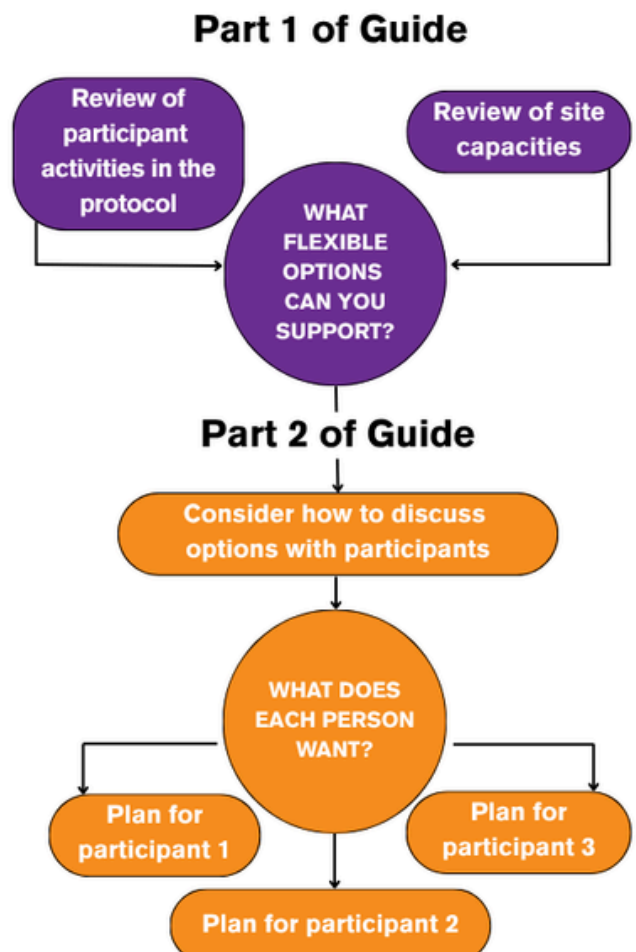 Part 1 of Guide
Review of
participant
activities in the
protocol
Review of site
capacities
WHAT
FLEXIBLE
OPTIONS
CAN YOU
SUPPORT?
Part 2 of Guide
Consider how to discuss
options with participants
WHAT DOES
EACH PERSON
WANT?
Plan for
participant 1
Plan for
participant 3
Plan for participant 2